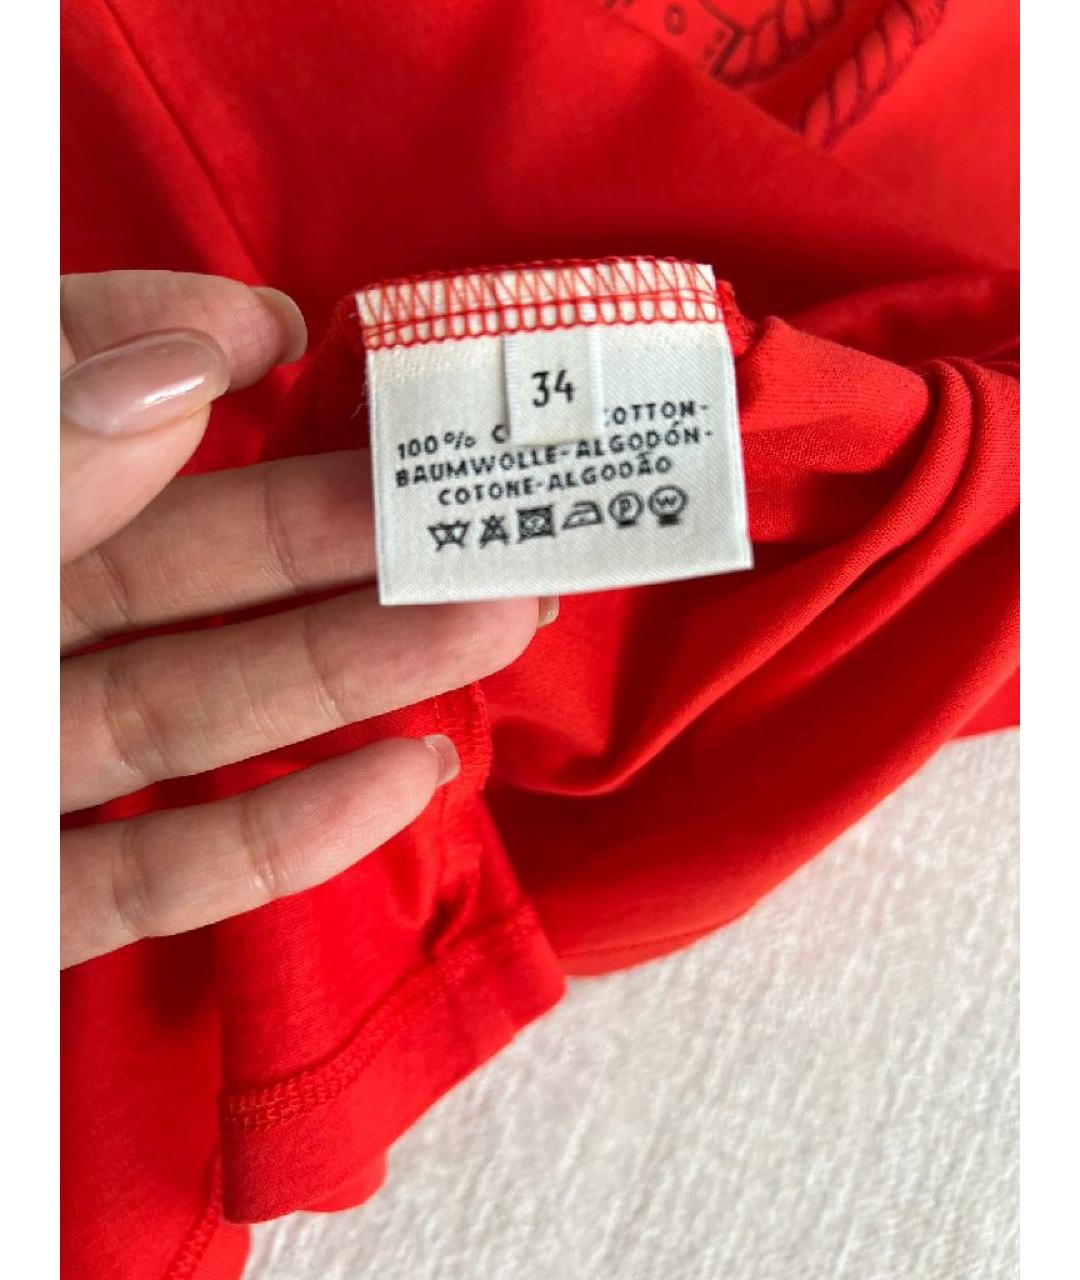 34
100% COTTON-
BAUMWOLLE-ALGODÓN-
COTONE-ALGODÃO
P W